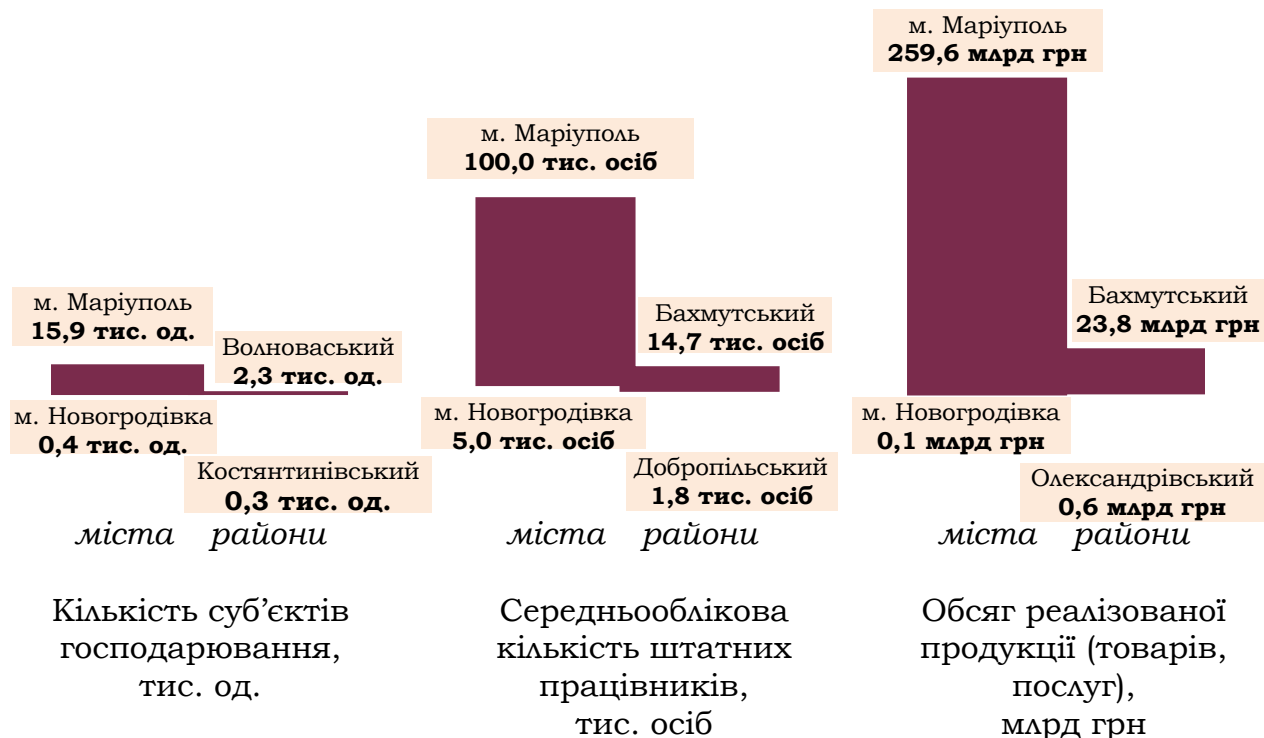 м. Маріуполь
15,9 тис. од.
Волноваський
2,3 тис. од.
м. Новогродівка
0,4 тис. од.
Костянтинівський
0,3 тис. од.
міста райони
Кількість суб’єктів
господарювання,
тис. од.
м. Маріуполь
100,0 тис. осіб
Бахмутський
14,7 тис. осіб
м. Новогродівка
5,0 тис. осіб
Добропільський
1,8 тис. осіб
міста райони
Середньооблікова
кількість штатних
працівників,
тис. осіб
м. Маріуполь
259,6 млрд грн
Бахмутський
23,8 млрд грн
м. Новогродівка
0,1 млрд грн
Олександрівський
0,6 млрд грн
міста райони
Обсяг реалізованої
продукції (товарів,
послуг),
млрд грн